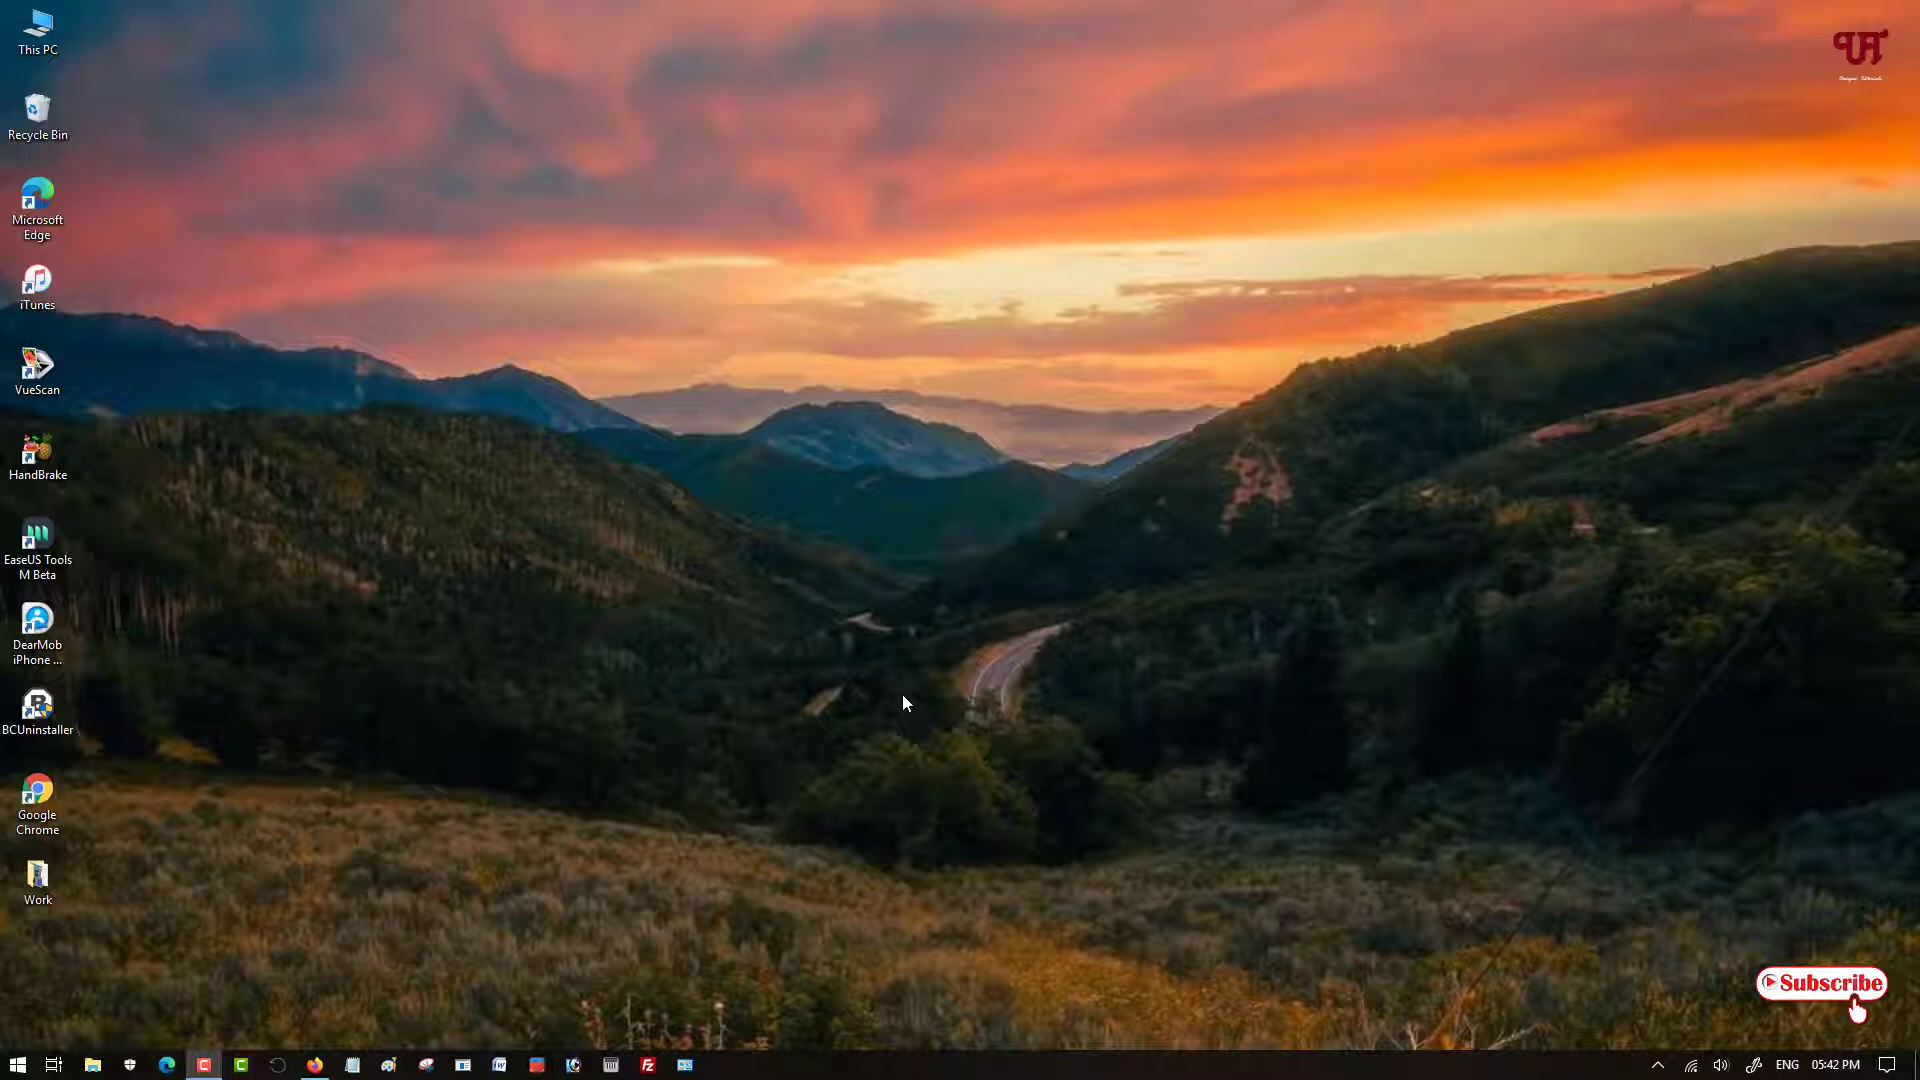 This PC
Recycle Bin
Microsoft
Edge
iTunes
VueScan
HandBrake
EaseUS Tools
M Beta
DearMob
iPhone ...
BCUninstaller
Google
Chrome
Work
Subscribe
ENG
05:42 PM